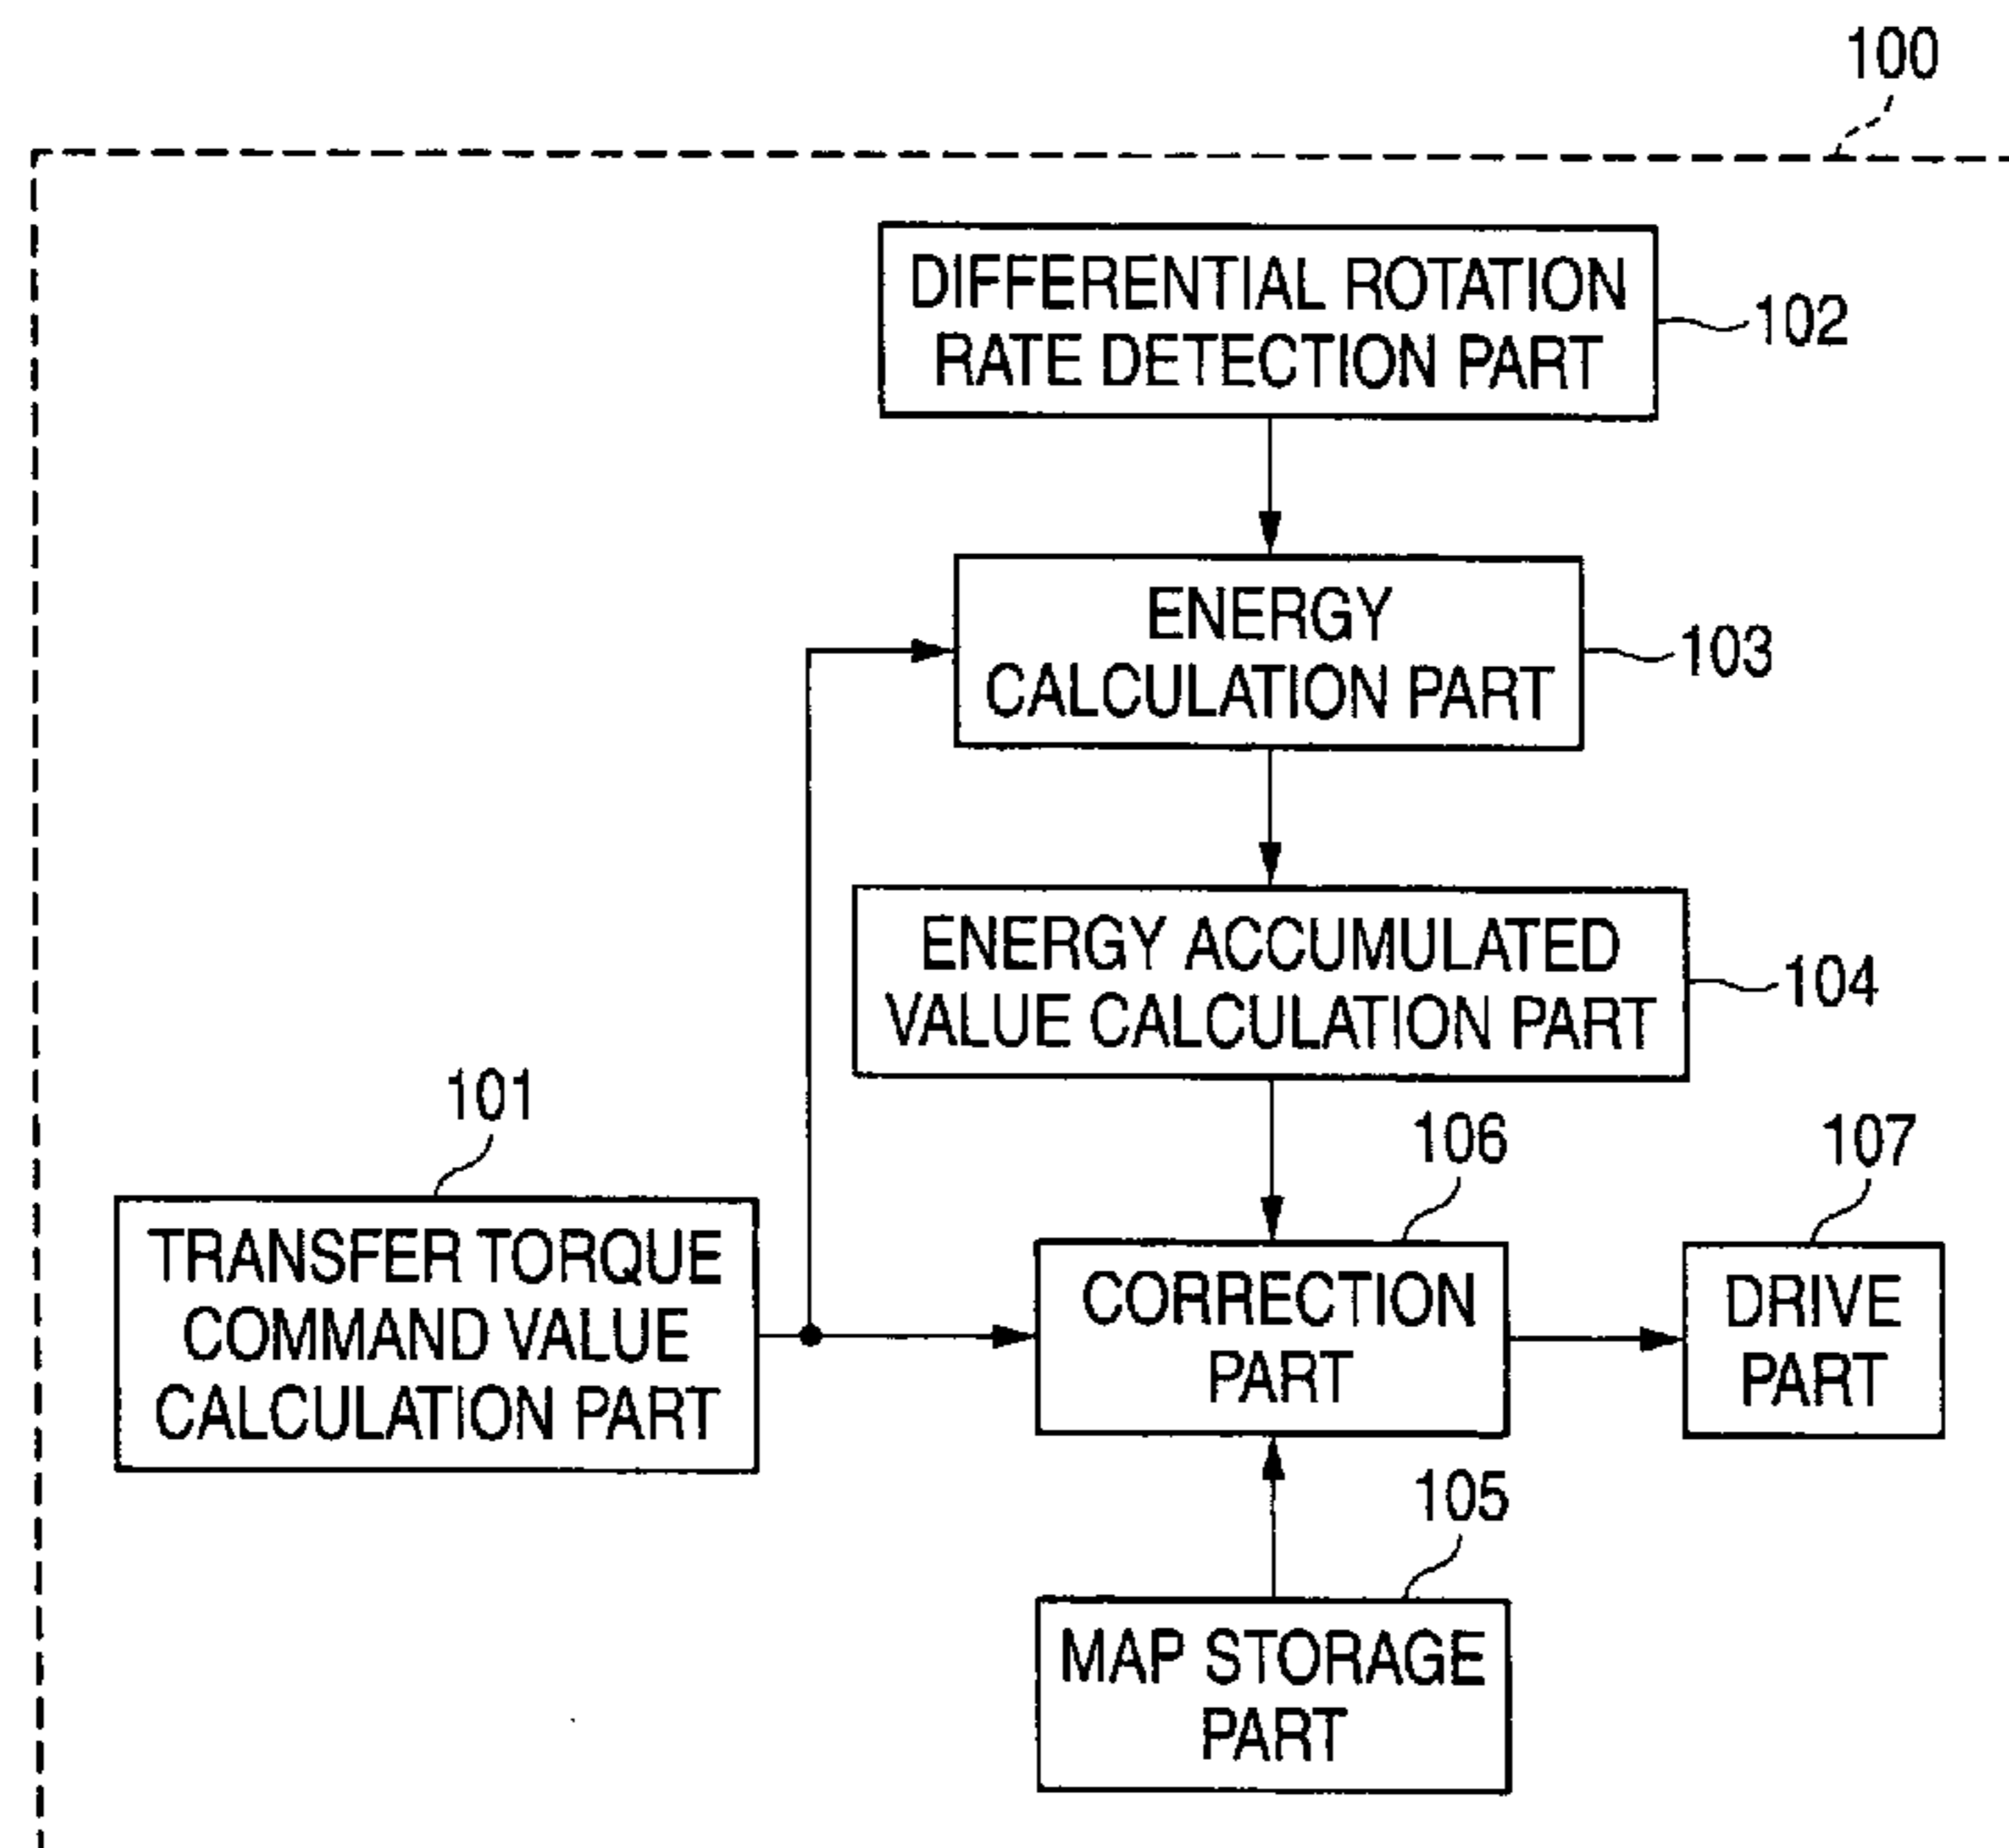 100
DIFFERENTIAL ROTATION
RATE DETECTION PART
102
ENERGY
CALCULATION PART
103
ENERGY ACCUMULATED
VALUE CALCULATION PART
104
101
TRANSFER TORQUE
COMMAND VALUE
CALCULATION PART
106
CORRECTION
PART
107
DRIVE
PART
105
MAP STORAGE
PART